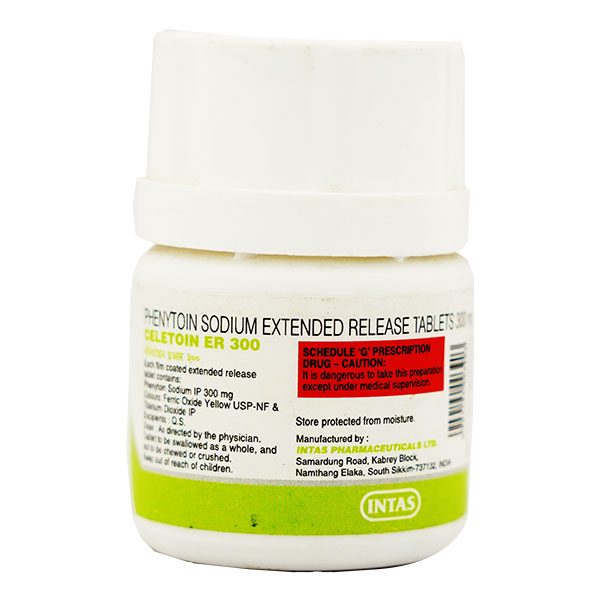 PHENYTOIN SODIUM EXTENDED RELEASE TABLETS 300 mg
CELETOIN ER 300
इआर ३००
Each film coated extended release
tablet contains:
Phenytoin Sodium IP 300 mg
Colours: Ferric Oxide Yellow USP-NF &
Titanium Dioxide IP
Excipients : Q.S.
Dose : As directed by the physician.
Tablet to be swallowed as a whole, and
not to be chewed or crushed.
Keep out of reach of children.
SCHEDULE 'G' PRESCRIPTION
DRUG – CAUTION:
It is dangerous to take this preparation
except under medical supervision.
Store protected from moisture.
Manufactured by :
INTAS PHARMACEUTICALS LTD.
Samardung Road, Kabrey Block,
Namthang Elaka, South Sikkim-737132, INDIA
INTAS